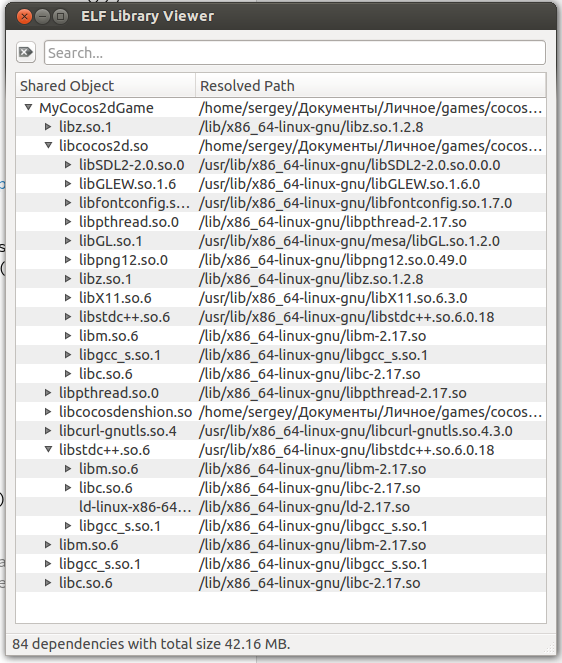 ELF Library Viewer
Search...
Shared Object Resolved Path
MyCocos2dGame /home/sergey/Документы/Личное/games/cocos...
libz.so.1 /lib/x86_64-linux-gnu/libz.so.1.2.8
libcocos2d.so /home/sergey/Документы/Личное/games/cocos...
libSDL2-2.0.so.0 /usr/lib/x86_64-linux-gnu/libSDL2-2.0.so.0.0.0
libGLEW.so.1.6 /usr/lib/x86_64-linux-gnu/libGLEW.so.1.6.0
libfontconfig.s... /usr/lib/x86_64-linux-gnu/libfontconfig.so.1.7.0
libpthread.so.0 /lib/x86_64-linux-gnu/libpthread-2.17.so
libGL.so.1 /usr/lib/x86_64-linux-gnu/mesa/libGL.so.1.2.0
libpng12.so.0 /lib/x86_64-linux-gnu/libpng12.so.0.49.0
libz.so.1 /lib/x86_64-linux-gnu/libz.so.1.2.8
libX11.so.6 /usr/lib/x86_64-linux-gnu/libX11.so.6.3.0
libstdc++.so.6 /usr/lib/x86_64-linux-gnu/libstdc++.so.6.0.18
libm.so.6 /lib/x86_64-linux-gnu/libm-2.17.so
libgcc_s.so.1 /lib/x86_64-linux-gnu/libgcc_s.so.1
libc.so.6 /lib/x86_64-linux-gnu/libc-2.17.so
libpthread.so.0 /lib/x86_64-linux-gnu/libpthread-2.17.so
libcocosdenshion.so /home/sergey/Документы/Личное/games/cocos...
libcurl-gnutls.so.4 /usr/lib/x86_64-linux-gnu/libcurl-gnutls.so.4.3.0
libstdc++.so.6 /usr/lib/x86_64-linux-gnu/libstdc++.so.6.0.18
libm.so.6 /lib/x86_64-linux-gnu/libm-2.17.so
libc.so.6 /lib/x86_64-linux-gnu/libc-2.17.so
ld-linux-x86-64... /lib/x86_64-linux-gnu/ld-2.17.so
libgcc_s.so.1 /lib/x86_64-linux-gnu/libgcc_s.so.1
libm.so.6 /lib/x86_64-linux-gnu/libm-2.17.so
libgcc_s.so.1 /lib/x86_64-linux-gnu/libgcc_s.so.1
libc.so.6 /lib/x86_64-linux-gnu/libc-2.17.so
84 dependencies with total size 42.16 MB.